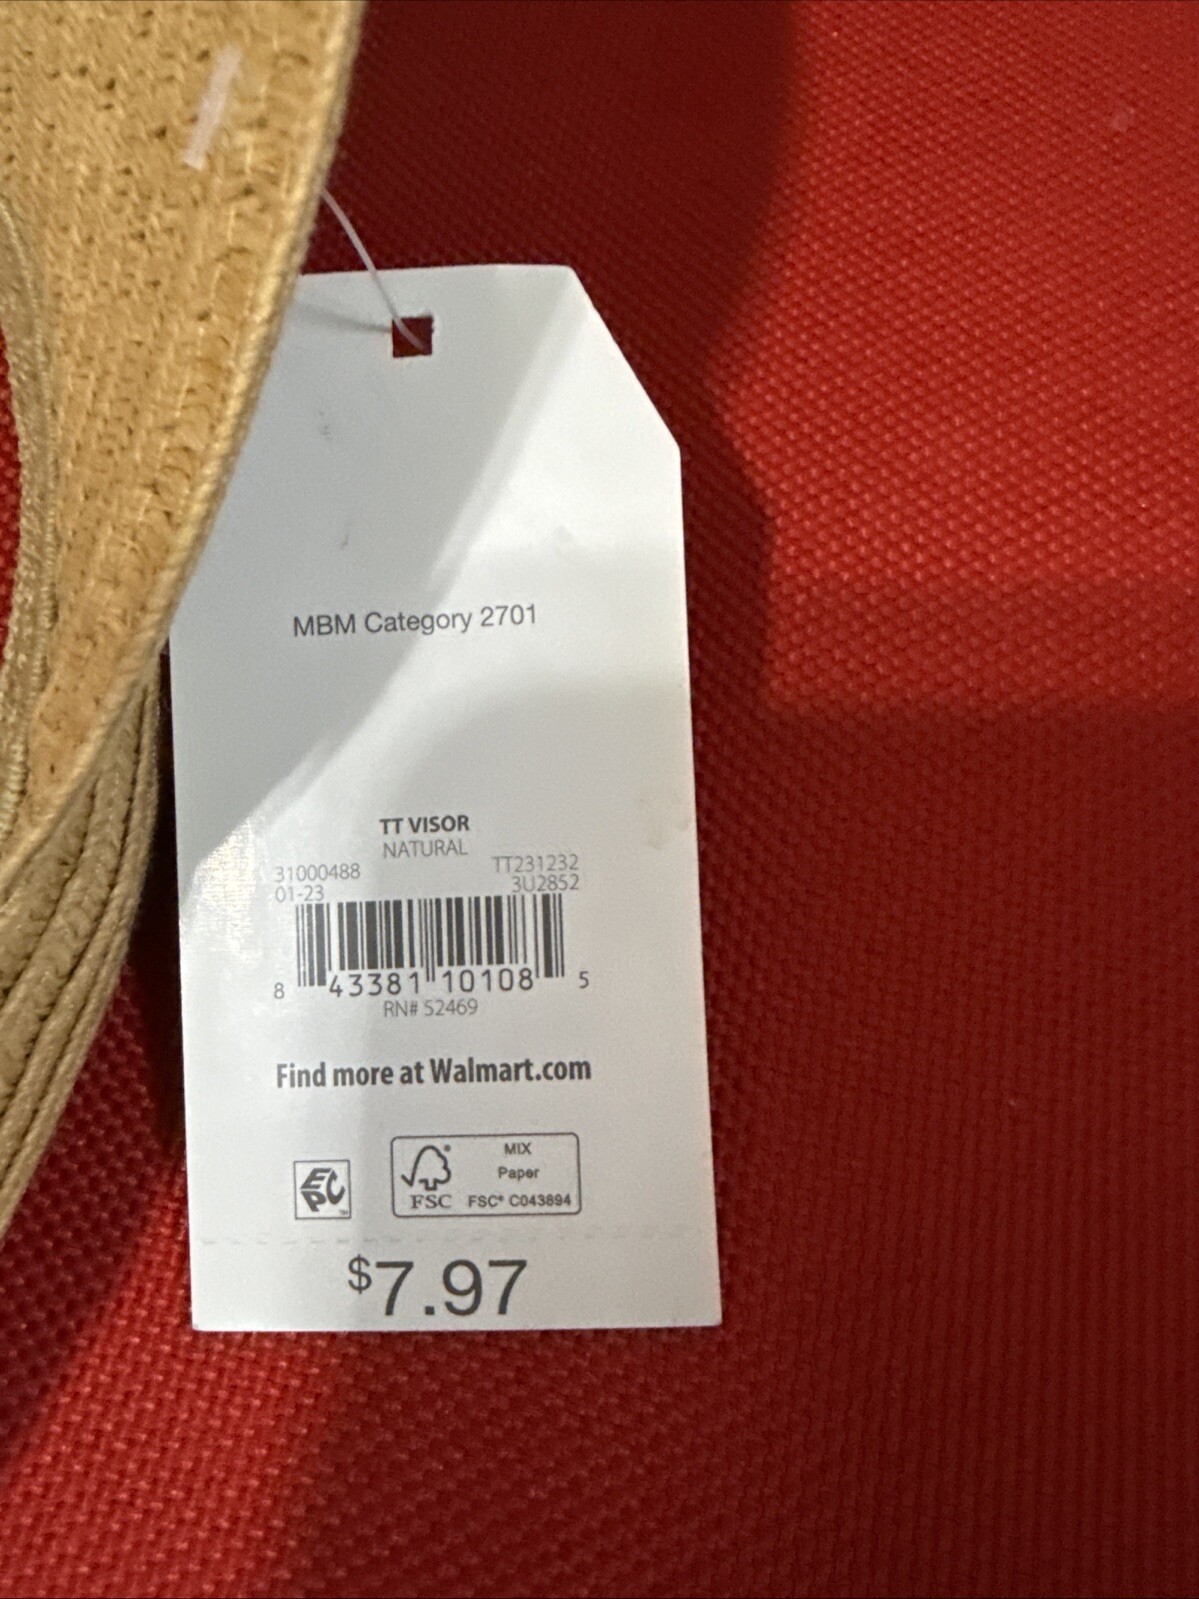 MBM Category 2701
TT VISOR
NATURAL
31000488 TT231232
01-23 3U2852
8 43381 10108 5
RN# 52469
Find more at Walmart.com
EPC™
FSC®
MIX
Paper
FSC® C043894
$7.97